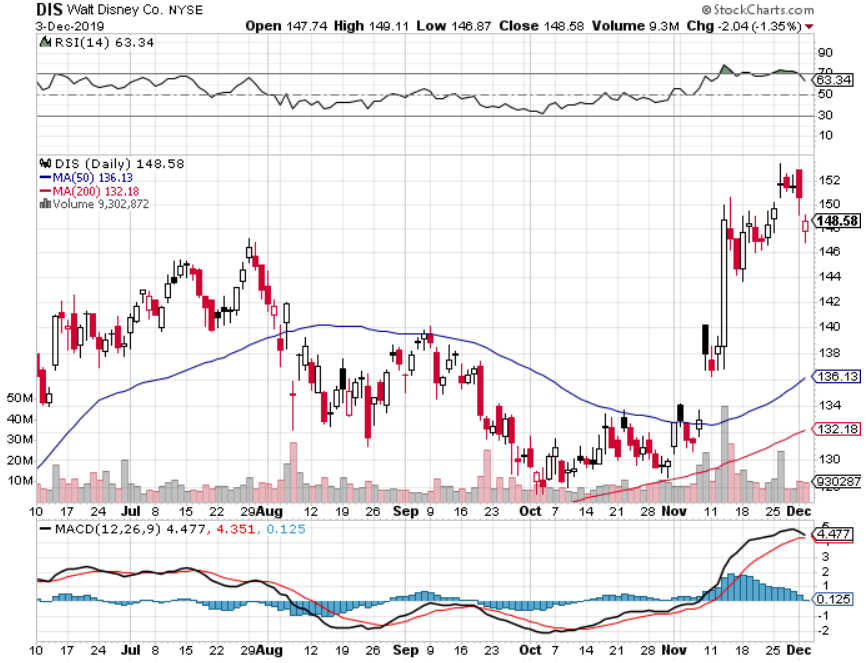 DIS Walt Disney Co. NYSE © StockCharts.com
3-Dec-2019 Open 147.74 High 149.11 Low 146.87 Close 148.58 Volume 9.3M Chg -2.04 (-1.35%)
RSI(14) 63.34
90
70
63.34
50
30
10
DIS (Daily) 148.58
MA(50) 136.13
MA(200) 132.18
Volume 9,302,872
152
150
148.58
146
144
142
140
138
136.13
50M 134
40M
30M 132.18
20M 130
10M 930287
10 17 24 Jul 8 15 22 29 Aug 12 19 26 Sep 9 16 23 Oct 7 14 21 28 Nov 11 18 25 Dec
MACD(12,26,9) 4.477, 4.351, 0.125
4.477
3
2
1
0.125
-1
-2
10 17 24 Jul 8 15 22 29 Aug 12 19 26 Sep 9 16 23 Oct 7 14 21 28 Nov 11 18 25 Dec